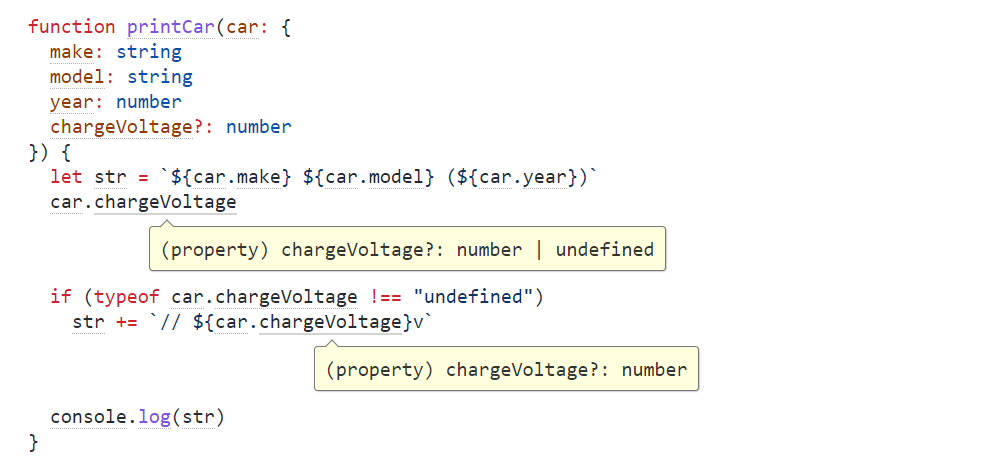 function printCar(car: {
  make: string
  model: string
  year: number
  chargeVoltage?: number
}) {
  let str = `${car.make} ${car.model} (${car.year})`
  car.chargeVoltage
(property) chargeVoltage?: number | undefined
  if (typeof car.chargeVoltage !== "undefined")
    str += `// ${car.chargeVoltage}v`
(property) chargeVoltage?: number
  console.log(str)
}